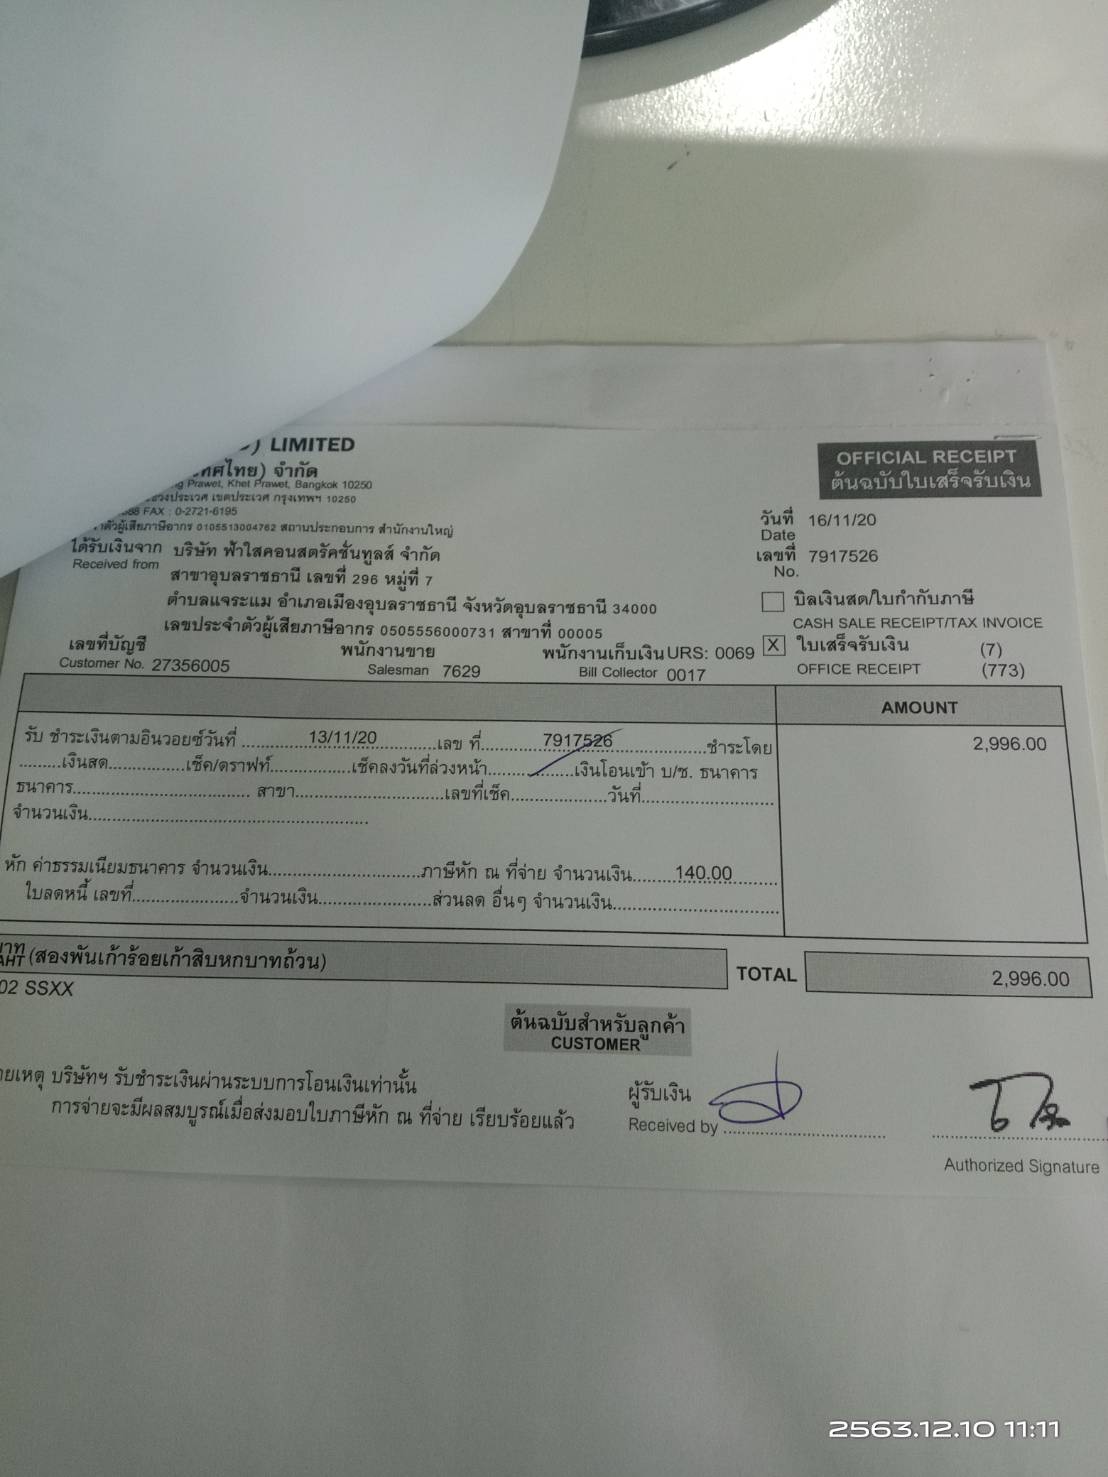 ) LIMITED
ทศไทย) จำกัด
Prawet, Khet Prawet, Bangkok 10250
ประเวศ เขตประเวศ กรุงเทพฯ 10250
FAX : 0-2721-6195
ตัวผู้เสียภาษีอากร 0105513004762 สถานประกอบการ สำนักงานใหญ่
OFFICIAL RECEIPT
ต้นฉบับใบเสร็จรับเงิน
วันที่ 16/11/20
Date
เลขที่ 7917526
No.
ได้รับเงินจาก บริษัท ฟ้าใสคอนสตรัคชั่นทูลส์ จำกัด
Received from
สาขาอุบลราชธานี เลขที่ 296 หมู่ที่ 7
ตำบลแจระแม อำเภอเมืองอุบลราชธานี จังหวัดอุบลราชธานี 34000
เลขประจำตัวผู้เสียภาษีอากร 0505556000731 สาขาที่ 00005
บิลเงินสด/ใบกำกับภาษี
CASH SALE RECEIPT/TAX INVOICE
X ใบเสร็จรับเงิน (7)
OFFICE RECEIPT (773)
เลขที่บัญชี พนักงานขาย พนักงานเก็บเงิน URS: 0069
Customer No. 27356005 Salesman 7629 Bill Collector 0017
AMOUNT
รับ ชำระเงินตามอินวอยซ์วันที่ 13/11/20 เลข ที่ 7917526 ชำระโดย 2,996.00
เงินสด เช็ค/ดราฟท์ เช็คลงวันที่ล่วงหน้า เงินโอนเข้า บ/ช. ธนาคาร
ธนาคาร สาขา เลขที่เช็ค วันที่
จำนวนเงิน
หัก ค่าธรรมเนียมธนาคาร จำนวนเงิน ภาษีหัก ณ ที่จ่าย จำนวนเงิน 140.00
ใบลดหนี้ เลขที่ จำนวนเงิน ส่วนลด อื่นๆ จำนวนเงิน
บาท
AHT (สองพันเก้าร้อยเก้าสิบหกบาทถ้วน) TOTAL 2,996.00
02 SSXX
ต้นฉบับสำหรับลูกค้า
CUSTOMER
ายเหตุ บริษัทฯ รับชำระเงินผ่านระบบการโอนเงินเท่านั้น
การจ่ายจะมีผลสมบูรณ์เมื่อส่งมอบใบภาษีหัก ณ ที่จ่าย เรียบร้อยแล้ว
ผู้รับเงิน
Received by
Authorized Signature
2563.12.10 11:11